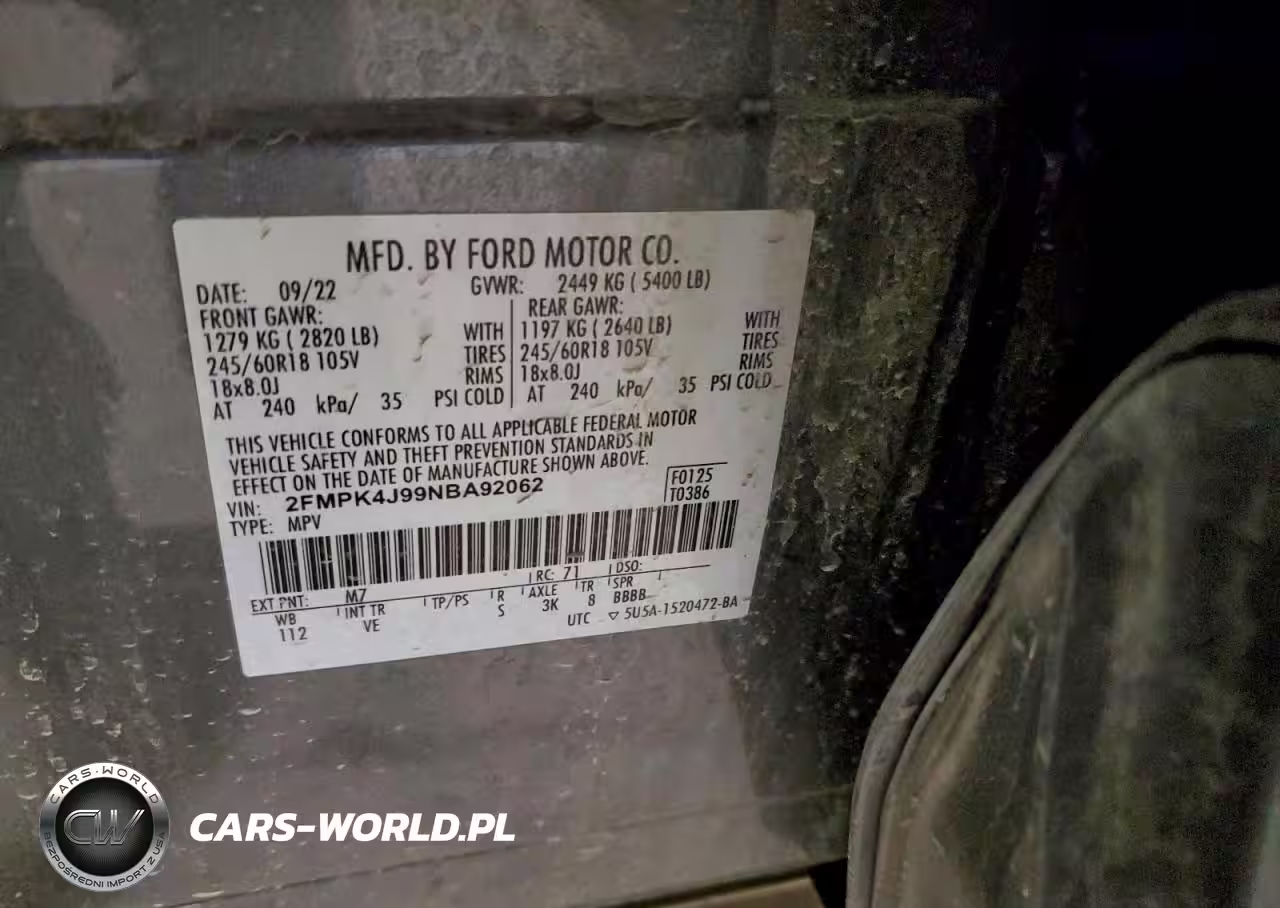 MFD. BY FORD MOTOR CO.
DATE: 09/22 GVWR: 2449 KG ( 5400 LB)
FRONT GAWR: REAR GAWR:
1279 KG ( 2820 LB) WITH 1197 KG ( 2640 LB) WITH
245/60R18 105V TIRES 245/60R18 105V TIRES
18x8.0J RIMS 18x8.0J RIMS
AT 240 kPa/ 35 PSI COLD AT 240 kPa/ 35 PSI COLD
THIS VEHICLE CONFORMS TO ALL APPLICABLE FEDERAL MOTOR
VEHICLE SAFETY AND THEFT PREVENTION STANDARDS IN
EFFECT ON THE DATE OF MANUFACTURE SHOWN ABOVE.
VIN: 2FMPK4J99NBA92062 F0125
TYPE: MPV T0386
EXT PNT: M7 RC: 71 DSO:
WB INT TR TP/PS R AXLE TR SPR
112 VE S 3K 8 BBBB
UTC ▽ 5U5A-1520472-BA
CARS-WORLD
CW
BEZPOŚREDNI IMPORT Z USA
CARS-WORLD.PL